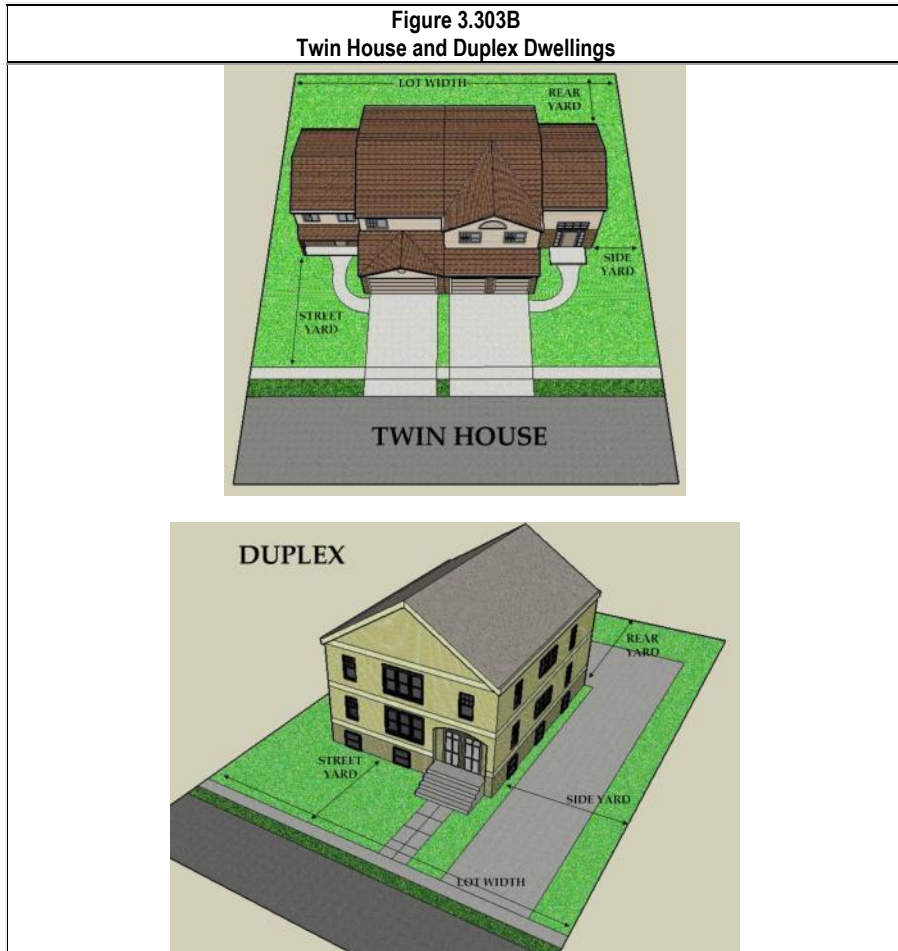 Figure 3.303B
Twin House and Duplex Dwellings
LOT WIDTH
REAR
YARD
SIDE
YARD
STREET
YARD
TWIN HOUSE
DUPLEX
REAR
YARD
STREET
YARD
SIDE YARD
LOT WIDTH